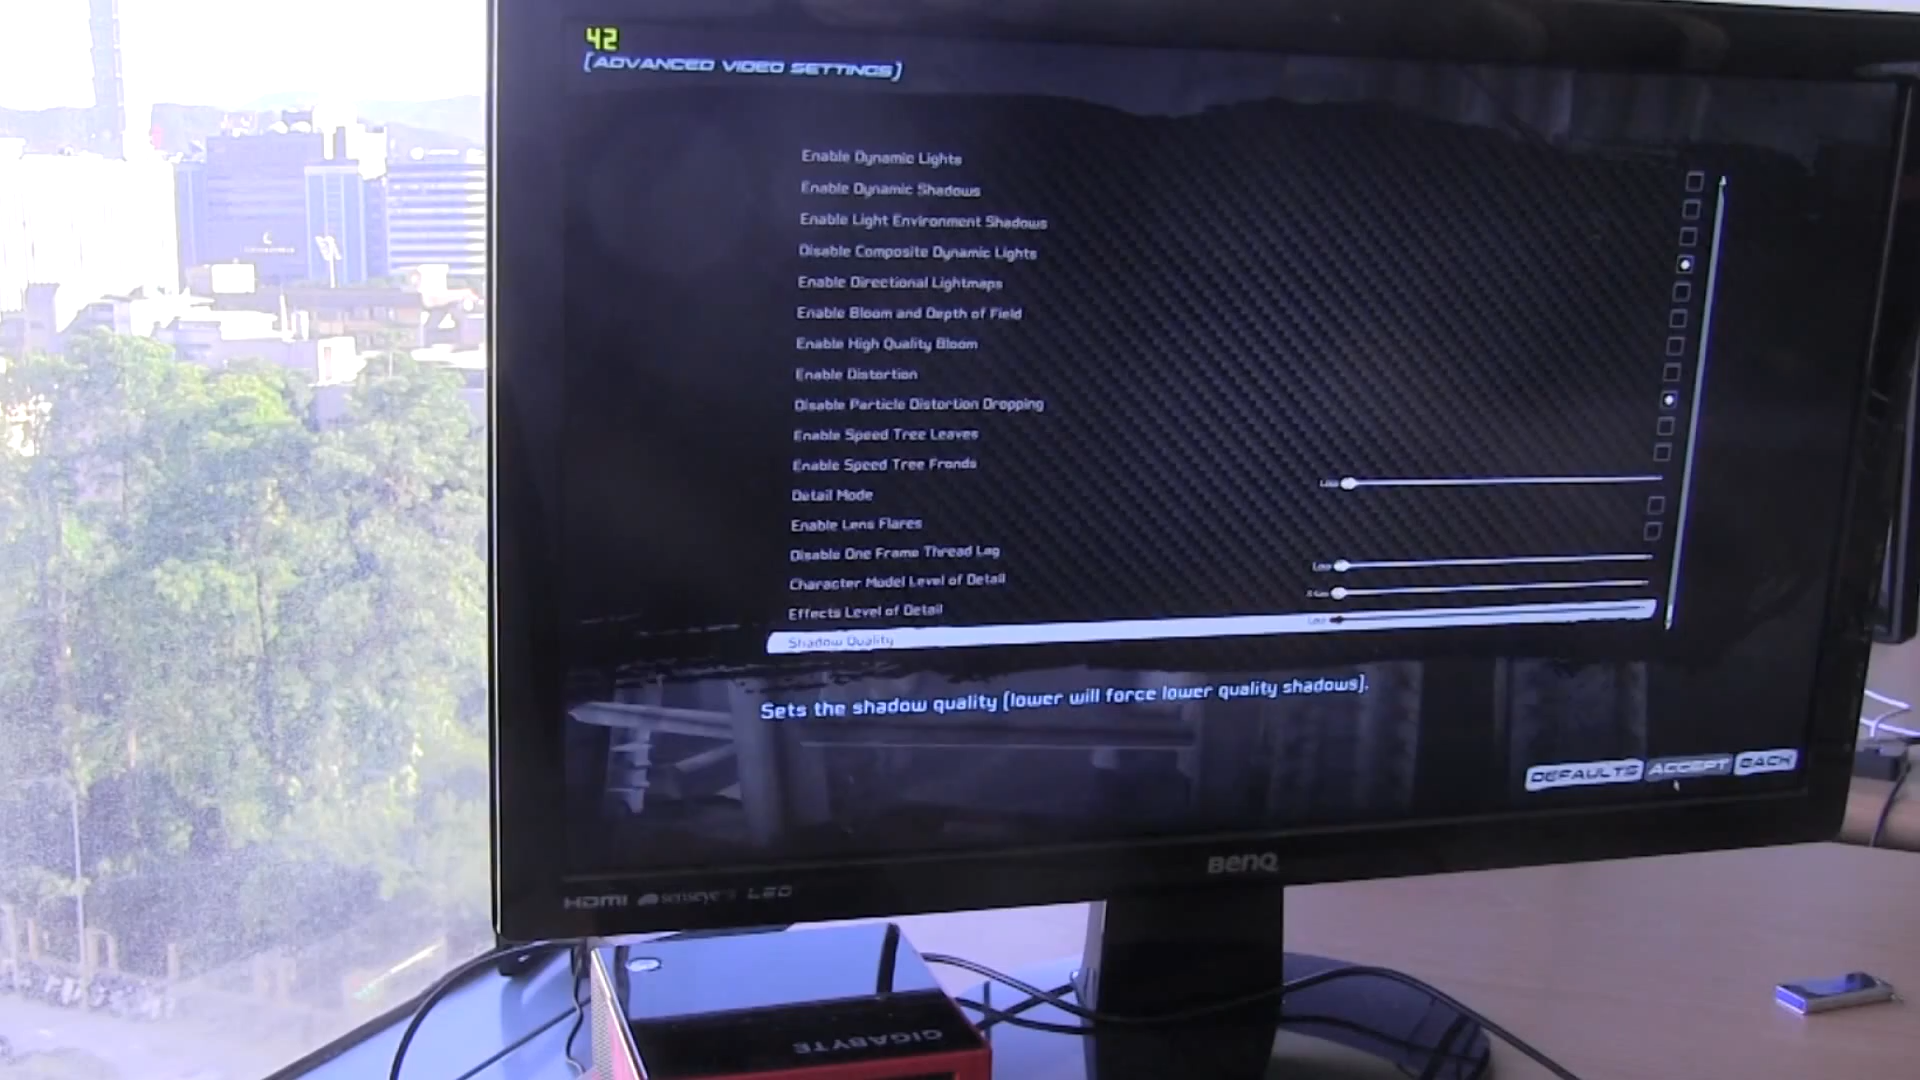 42
[ADVANCED VIDEO SETTINGS]
Enable Dynamic Lights
Enable Dynamic Shadows
Enable Light Environment Shadows
Disable Composite Dynamic Lights
Enable Directional Lightmaps
Enable Bloom and Depth of Field
Enable High Quality Bloom
Enable Distortion
Disable Particle Distortion Dropping
Enable Speed Tree Leaves
Enable Speed Tree Fronds
Detail Mode
Low
Enable Lens Flares
Disable One Frame Thread Lag
Character Model Level of Detail
Low
Effects Level of Detail
Shadow Quality
Low
Sets the shadow quality [lower will force lower quality shadows].
DEFAULTS ACCEPT BACK
BenQ
HDMI senseye3 LED
GIGABYTE